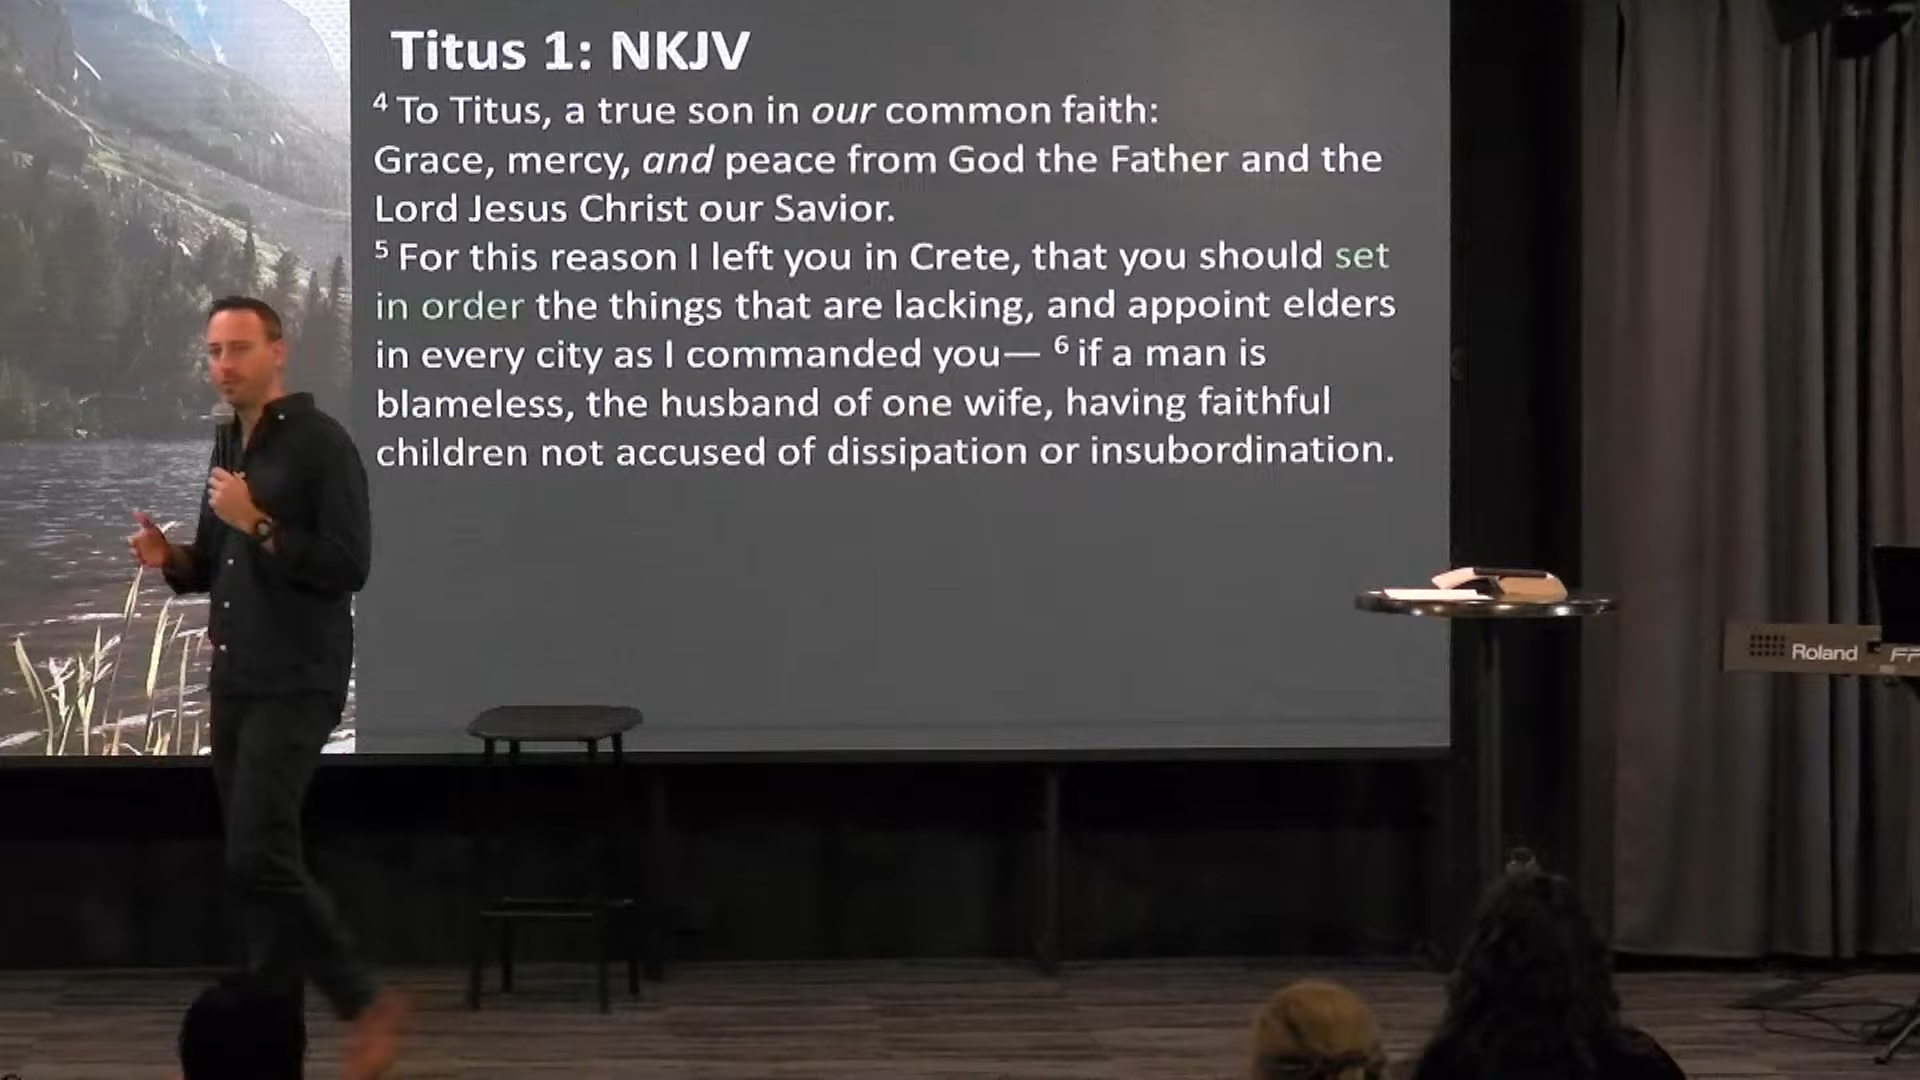 Titus 1: NKJV
4 To Titus, a true son in our common faith:
Grace, mercy, and peace from God the Father and the
Lord Jesus Christ our Savior.
5 For this reason I left you in Crete, that you should set
in order the things that are lacking, and appoint elders
in every city as I commanded you— 6 if a man is
blameless, the husband of one wife, having faithful
children not accused of dissipation or insubordination.
Roland